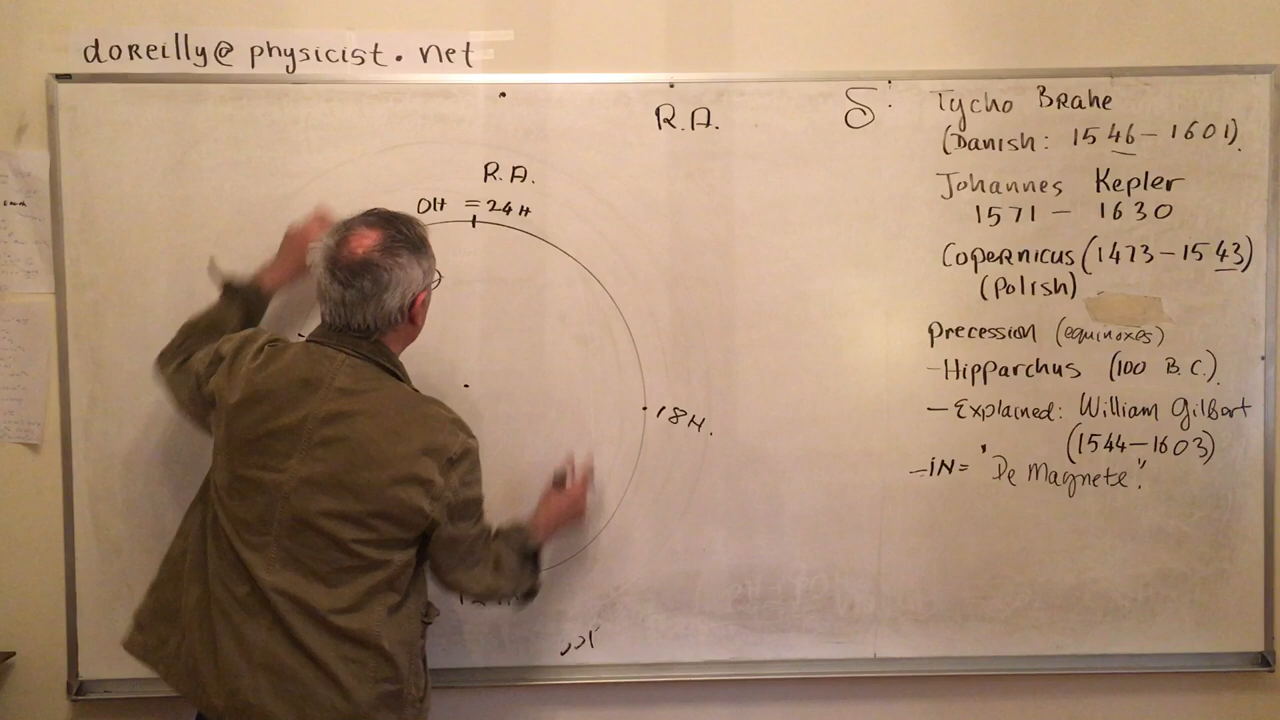 doReilly@physicist.net
R.A.
R.A.
0H = 24H
18H.
δ:
Tycho Brahe
(Danish: 1546 – 1601).
Johannes Kepler
1571 – 1630
Copernicus (1473 – 1543)
(Polish)
Precession (equinoxes)
- Hipparchus (100 B.C.).
- Explained: William Gilbert
(1544 – 1603)
- iN = "De Magnete".